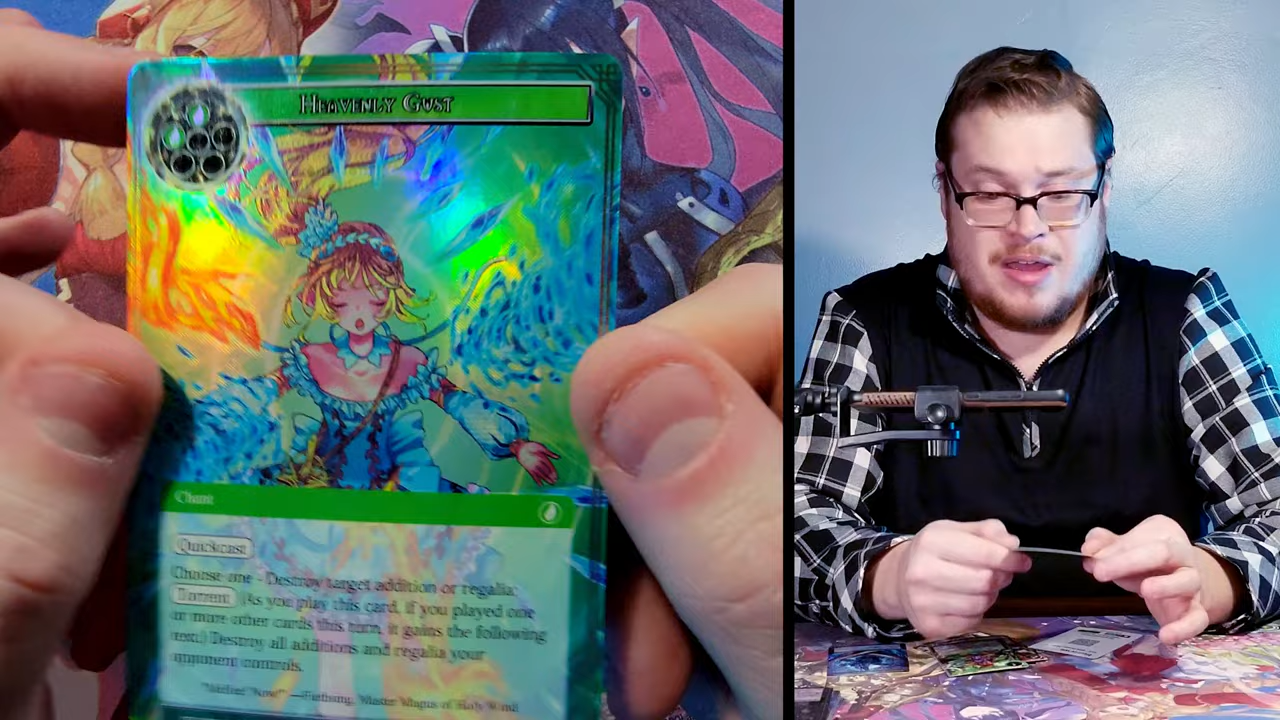 Heavenly Gust
Chant
Quickcast
Choose one - Destroy target addition or regalia;
Torrent (As you play this card, if you played one
or more other cards this turn, it gains the following
text.) Destroy all additions and regalia your
opponent controls.
Now!" —Fiethsing, Master Magus of Holy Wind